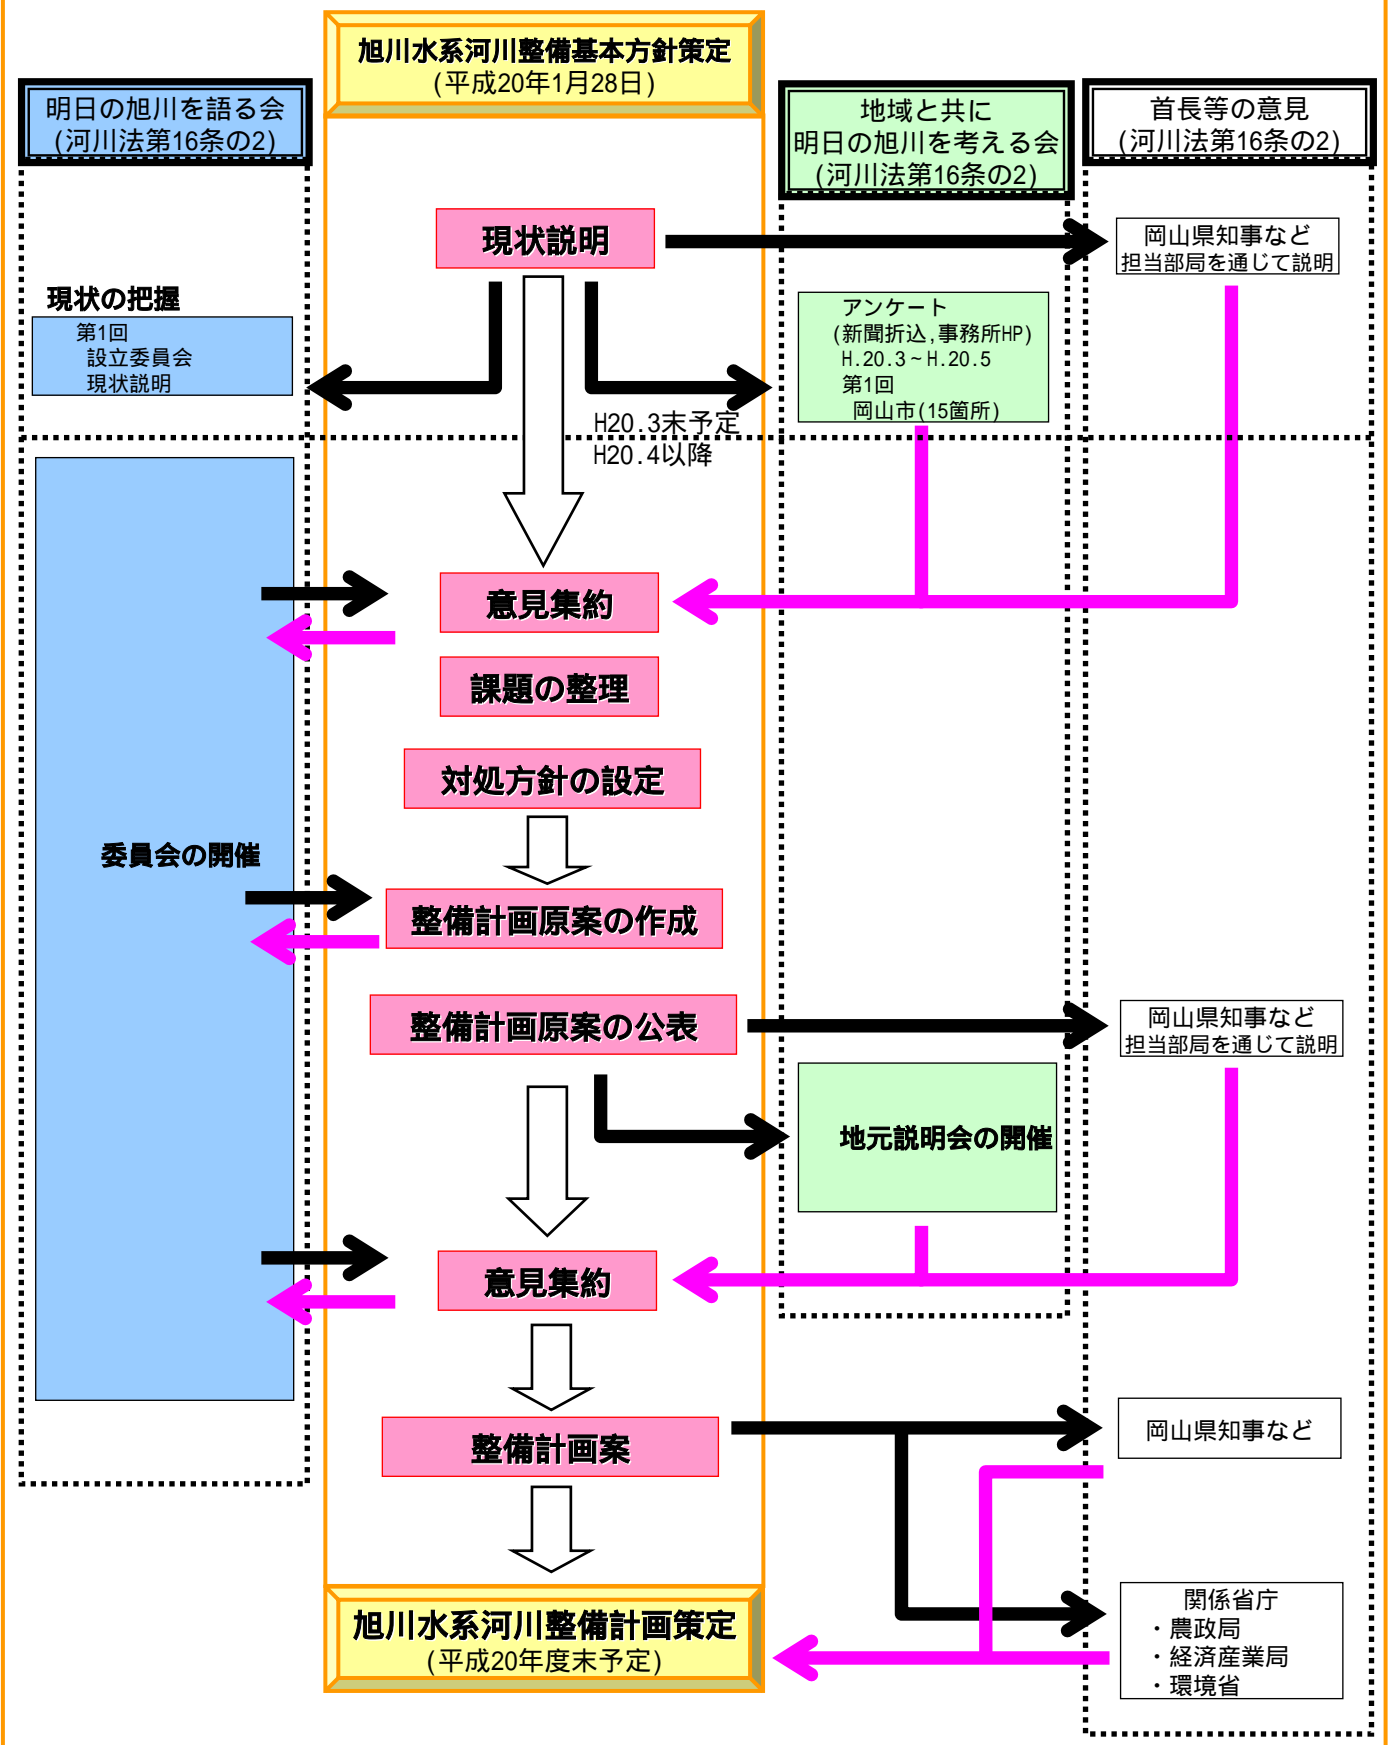 旭川水系河川整備基本方針策定
(平成20年1月28日)
明日の旭川を語る会
(河川法第16条の2)
地域と共に
明日の旭川を考える会
(河川法第16条の2)
首長等の意見
(河川法第16条の2)
現状説明
岡山県知事など
担当部局を通じて説明
現状の把握
第1回
設立委員会
現状説明
アンケート
(新聞折込,事務所HP)
H.20.3~H.20.5
第1回
岡山市(15箇所)
H20.3末予定
H20.4以降
意見集約
課題の整理
対処方針の設定
委員会の開催
整備計画原案の作成
整備計画原案の公表
岡山県知事など
担当部局を通じて説明
地元説明会の開催
意見集約
整備計画案
岡山県知事など
旭川水系河川整備計画策定
(平成20年度末予定)
関係省庁
・農政局
・経済産業局
・環境省